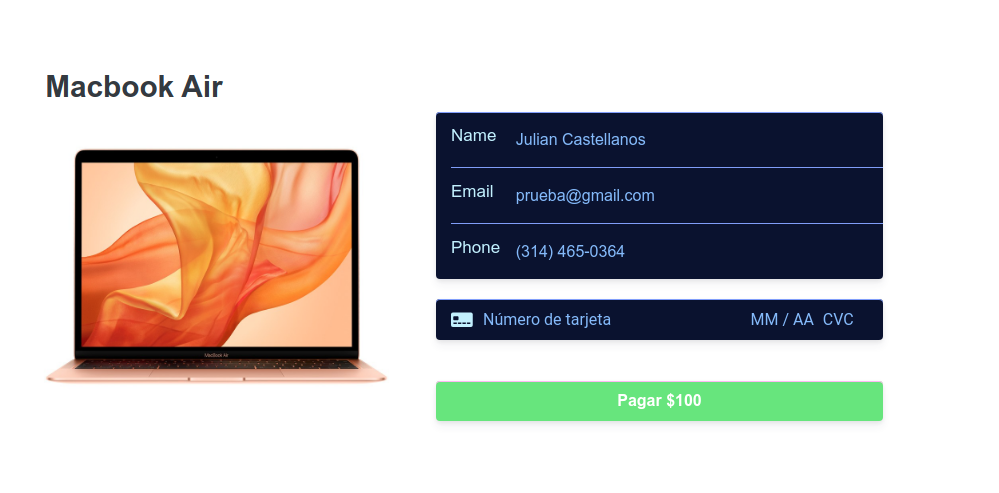 Macbook Air
Name Julian Castellanos
Email prueba@gmail.com
Phone (314) 465-0364
Número de tarjeta MM / AA CVC
Pagar $100
MacBook Air